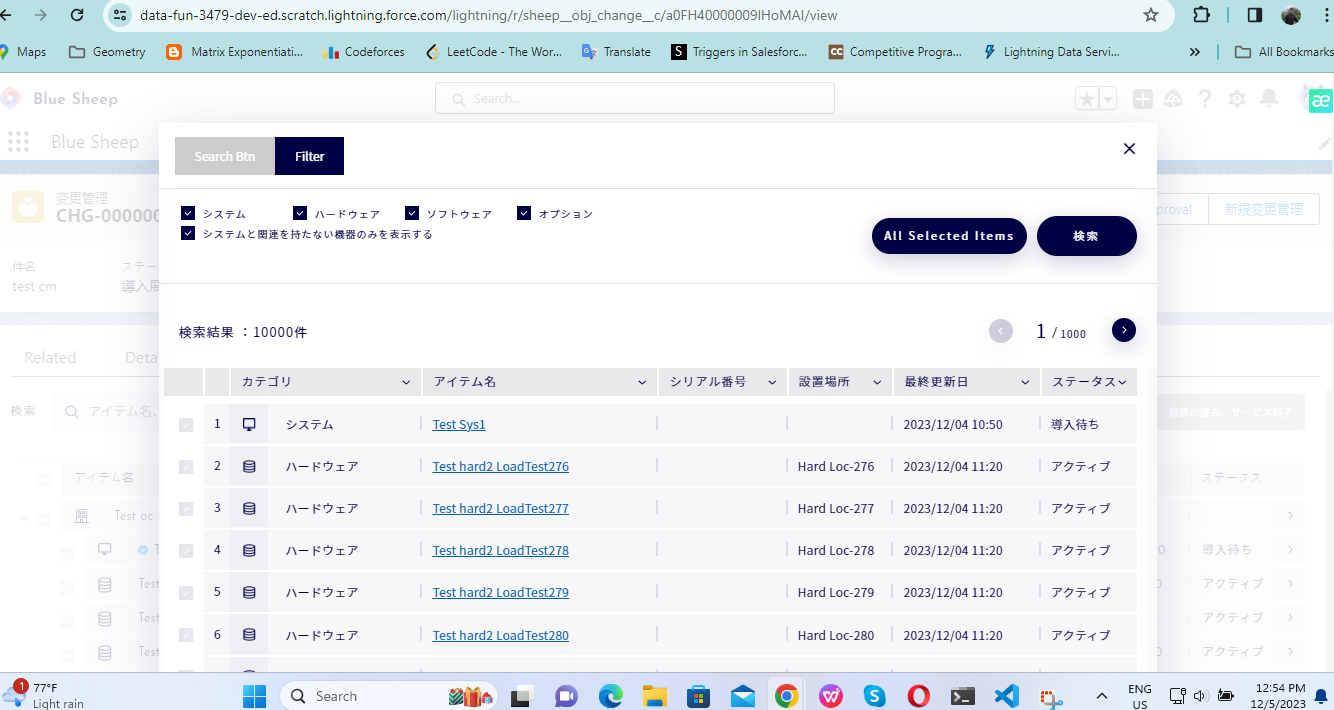 data-fun-3479-dev-ed.scratch.lightning.force.com/lightning/r/sheep__obj_change__c/a0FH40000009IHoMAI/view
Maps Geometry Matrix Exponentiati... Codeforces LeetCode - The Wor... Translate Triggers in Salesforc... Competitive Progra... Lightning Data Servi... » All Bookmarks
Blue Sheep Search...
Blue Sheep
Search Btn Filter
変更管理
CHG-000000
proval 新規変更管理
システム ハードウェア ソフトウェア オプション
システムと関連を持たない機器のみを表示する
All Selected Items 検索
件名 ステー
test cm 導入展
検索結果 : 10000件 1 / 1000
Related Deta
カテゴリ アイテム名 シリアル番号 設置場所 最終更新日 ステータス
検索 アイテム名、
1 システム Test Sys1 2023/12/04 10:50 導入待ち
2 ハードウェア Test hard2 LoadTest276 Hard Loc-276 2023/12/04 11:20 アクティブ
アイテム名 ステータス
3 ハードウェア Test hard2 LoadTest277 Hard Loc-277 2023/12/04 11:20 アクティブ
Test oc
4 ハードウェア Test hard2 LoadTest278 Hard Loc-278 2023/12/04 11:20 アクティブ
T 0 導入待ち
5 ハードウェア Test hard2 LoadTest279 Hard Loc-279 2023/12/04 11:20 アクティブ
Test 0 アクティブ
Test アクティブ
6 ハードウェア Test hard2 LoadTest280 Hard Loc-280 2023/12/04 11:20 アクティブ
Test アクティブ
1 77°F
Light rain
Search
ENG
US
12:54 PM
12/5/2023